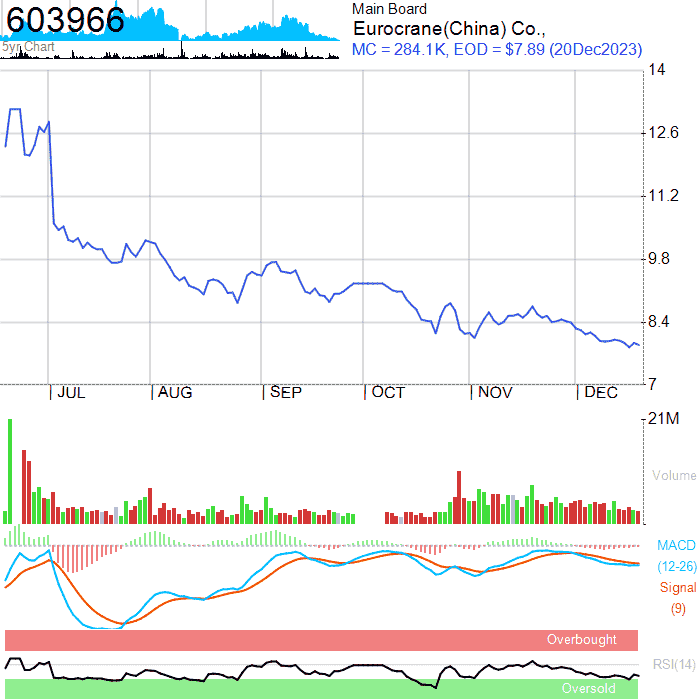 603966
5yr Chart
Main Board
Eurocrane(China) Co.,
MC = 284.1K, EOD = $7.89 (20Dec2023)
14
12.6
11.2
9.8
8.4
7
JUL AUG SEP OCT NOV DEC
21M
Volume
MACD
(12-26)
Signal
(9)
Overbought
RSI(14)
Oversold